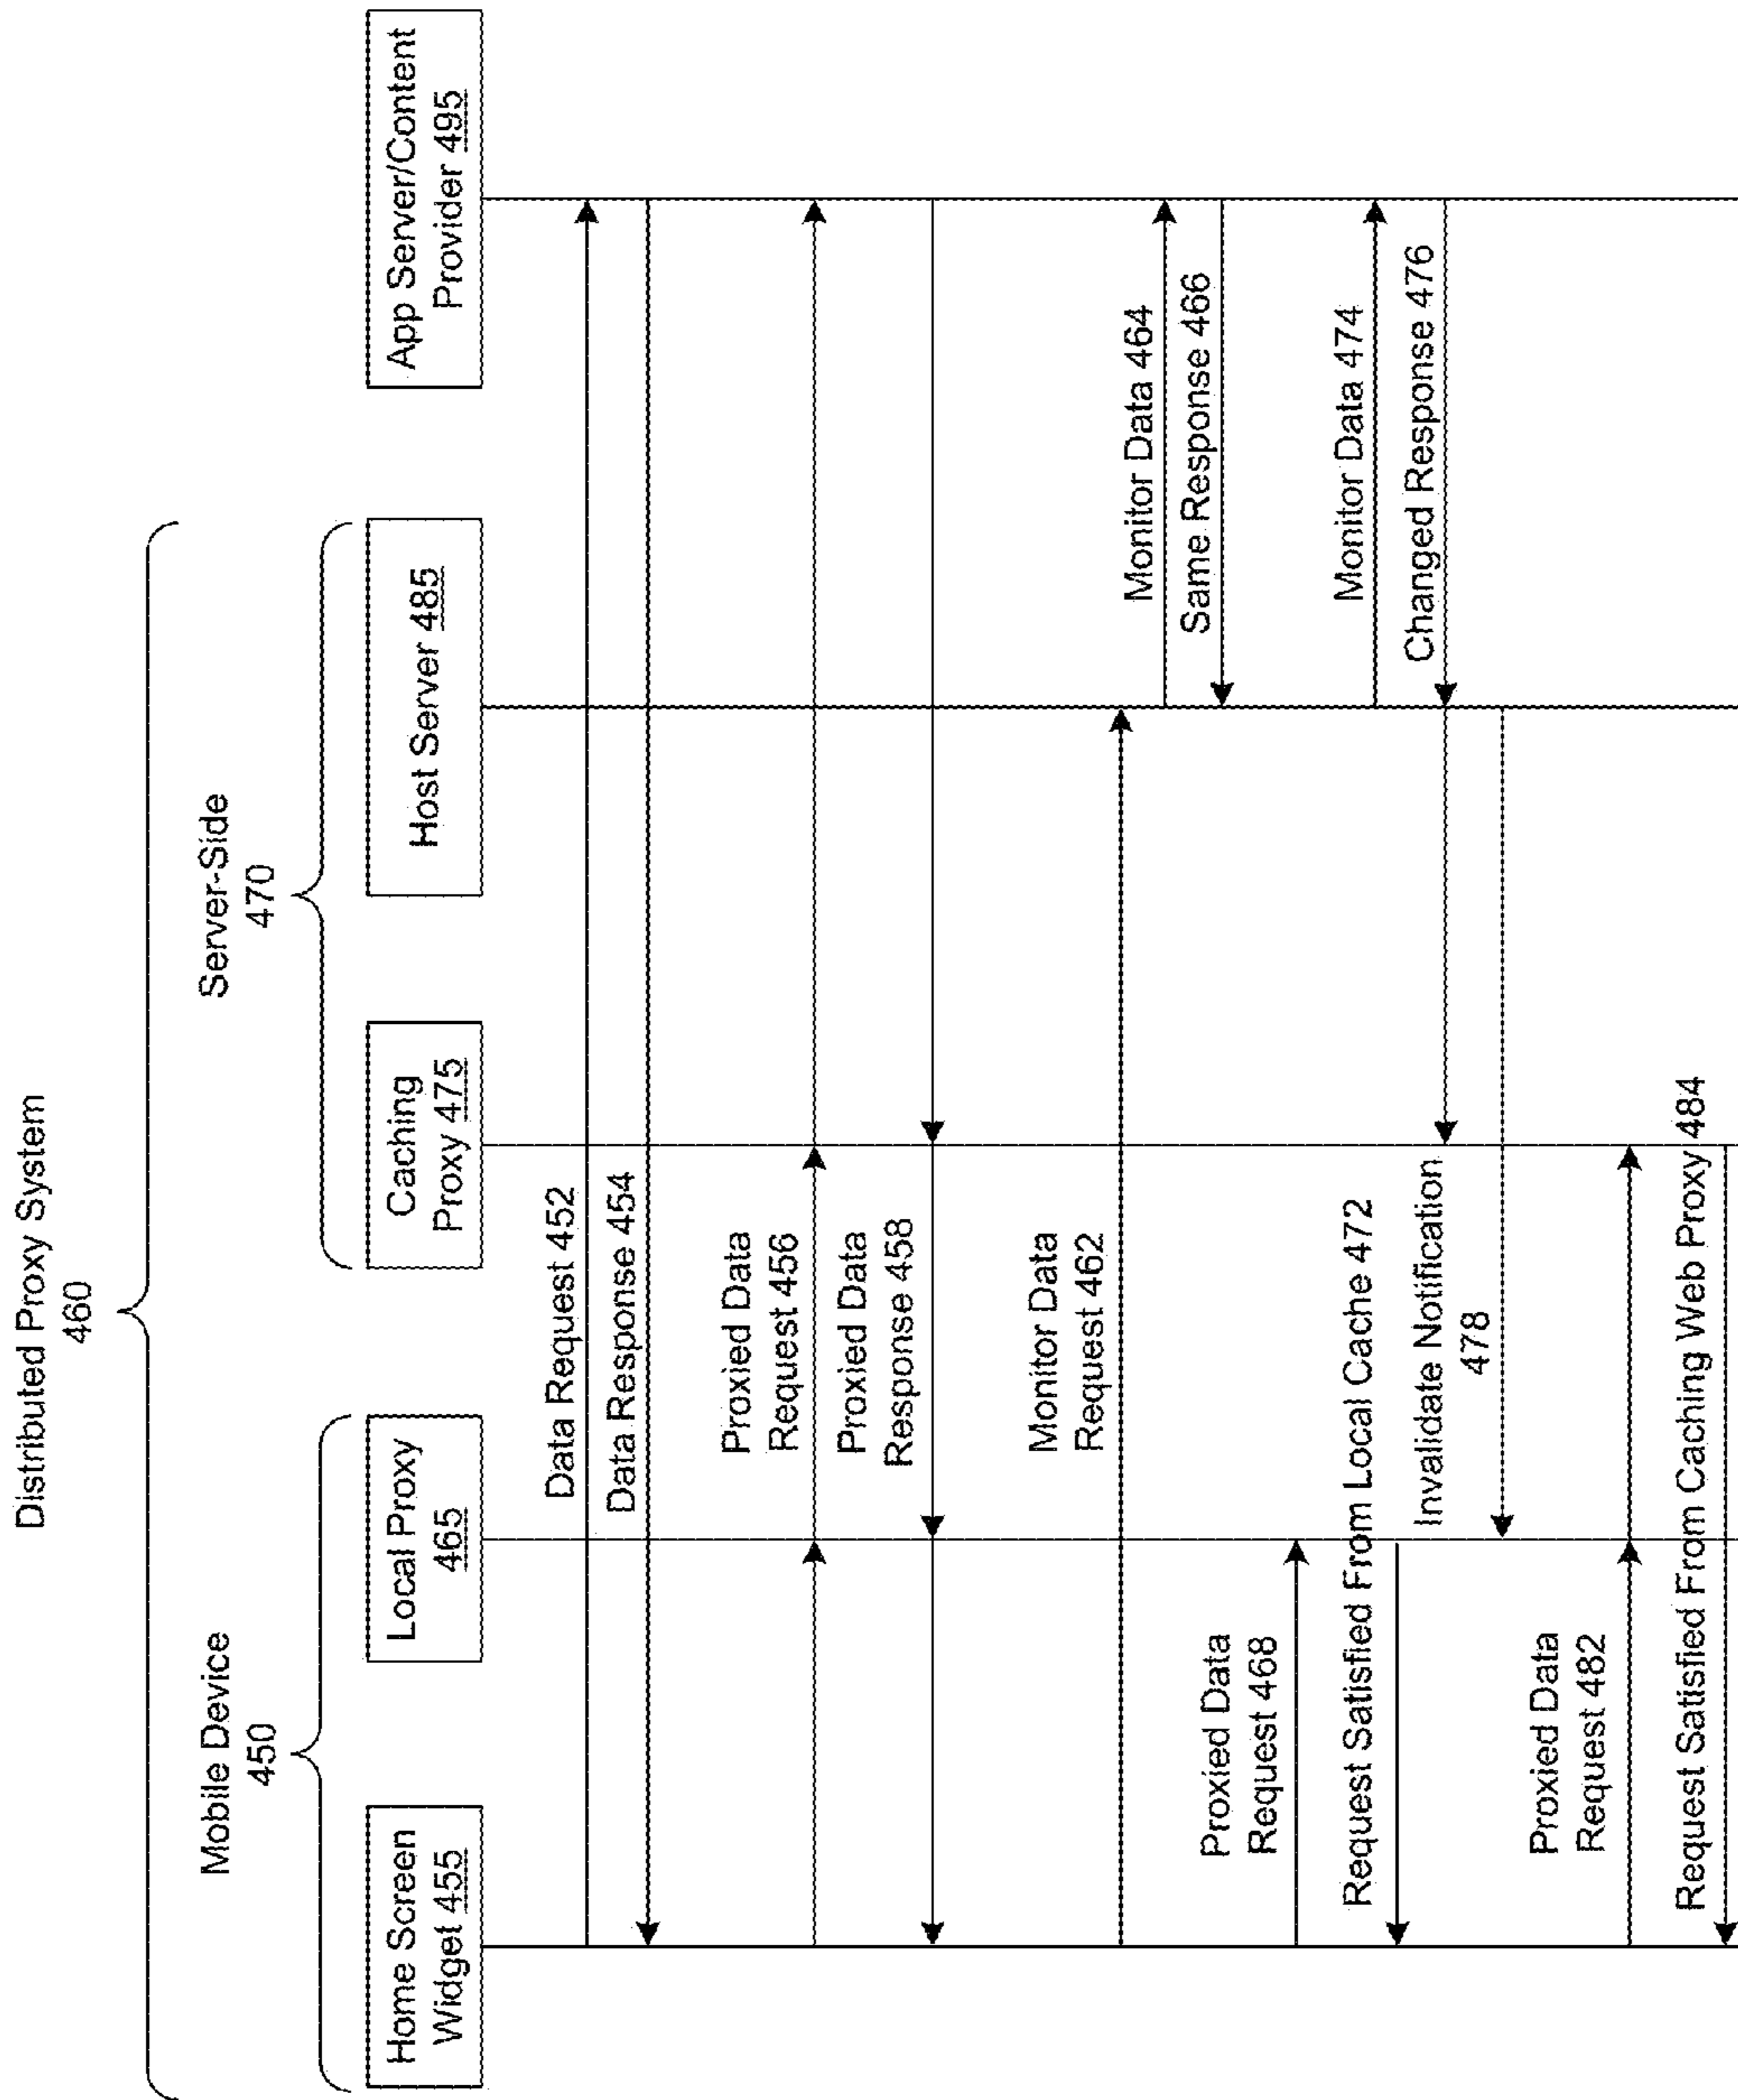 Distributed Proxy System
460
Mobile Device
450
Server-Side
470
Home Screen
Widget 455
Local Proxy
465
Caching
Proxy 475
Host Server 485
App Server/Content
Provider 495
Data Request 452
Data Response 454
Proxied Data
Request 456
Proxied Data
Response 458
Monitor Data
Request 462
Monitor Data 464
Same Response 466
Proxied Data
Request 468
Request Satisfied From Local Cache 472
Monitor Data 474
Changed Response 476
Invalidate Notification
478
Proxied Data
Request 482
Request Satisfied From Caching Web Proxy 484